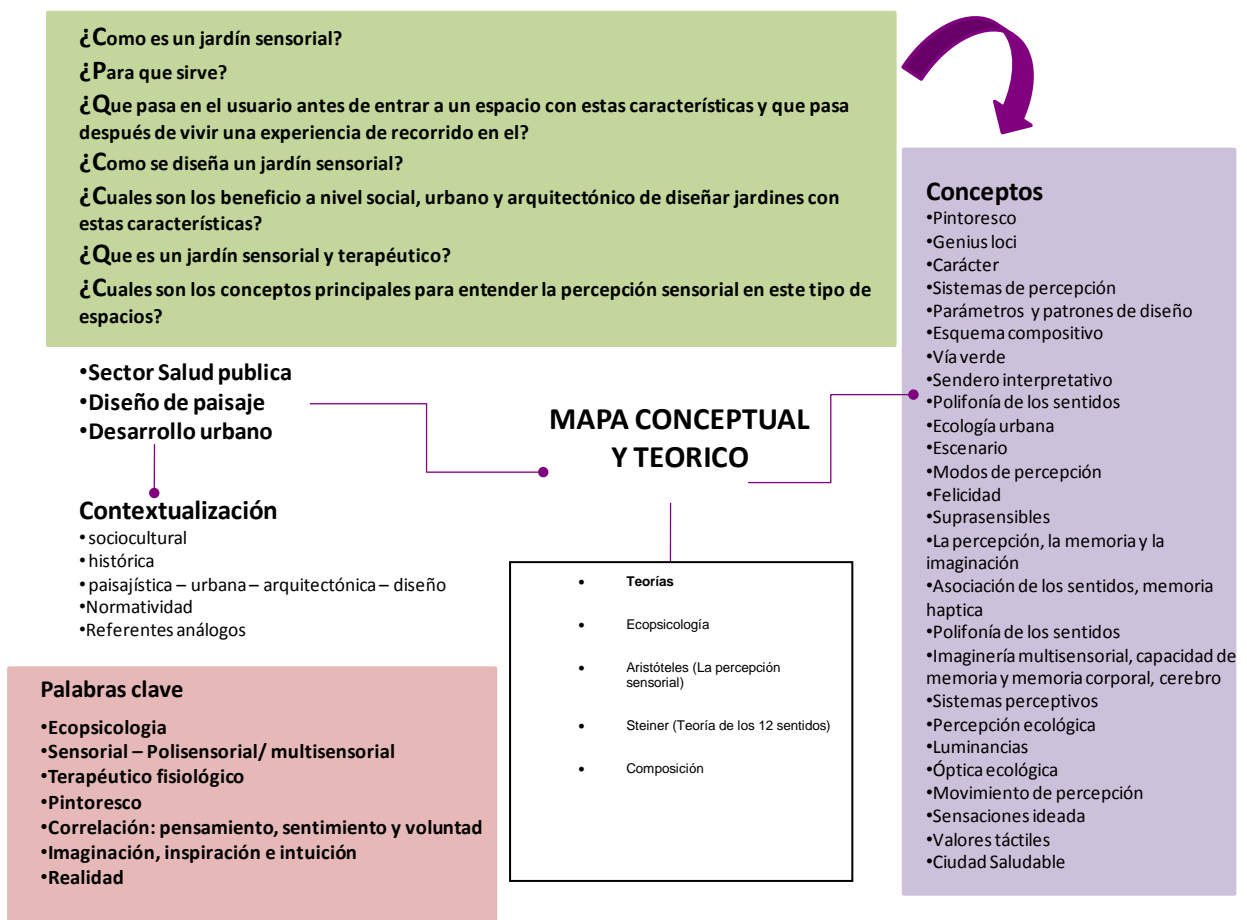 ¿Como es un jardín sensorial?
¿Para que sirve?
¿Que pasa en el usuario antes de entrar a un espacio con estas características y que pasa
después de vivir una experiencia de recorrido en el?
¿Como se diseña un jardín sensorial?
¿Cuales son los beneficio a nivel social, urbano y arquitectónico de diseñar jardines con
estas características?
¿Que es un jardín sensorial y terapéutico?
¿Cuales son los conceptos principales para entender la percepción sensorial en este tipo de
espacios?
•Sector Salud publica
•Diseño de paisaje
•Desarrollo urbano
Contextualización
•sociocultural
•histórica
•paisajística – urbana – arquitectónica – diseño
•Normatividad
•Referentes análogos
Palabras clave
•Ecopsicologia
•Sensorial – Polisensorial/ multisensorial
•Terapéutico fisiológico
•Pintoresco
•Correlación: pensamiento, sentimiento y voluntad
•Imaginación, inspiración e intuición
•Realidad
MAPA CONCEPTUAL
Y TEORICO
• Teorías
• Ecopsicología
• Aristóteles (La percepción
sensorial)
• Steiner (Teoría de los 12 sentidos)
• Composición
Conceptos
•Pintoresco
•Genius loci
•Carácter
•Sistemas de percepción
•Parámetros y patrones de diseño
•Esquema compositivo
•Vía verde
•Sendero interpretativo
•Polifonía de los sentidos
•Ecología urbana
•Escenario
•Modos de percepción
•Felicidad
•Suprasensibles
•La percepción, la memoria y la
imaginación
•Asociación de los sentidos, memoria
haptica
•Polifonía de los sentidos
•Imaginería multisensorial, capacidad de
memoria y memoria corporal, cerebro
•Sistemas perceptivos
•Percepción ecológica
•Luminancias
•Óptica ecológica
•Movimiento de percepción
•Sensaciones ideada
•Valores táctiles
•Ciudad Saludable